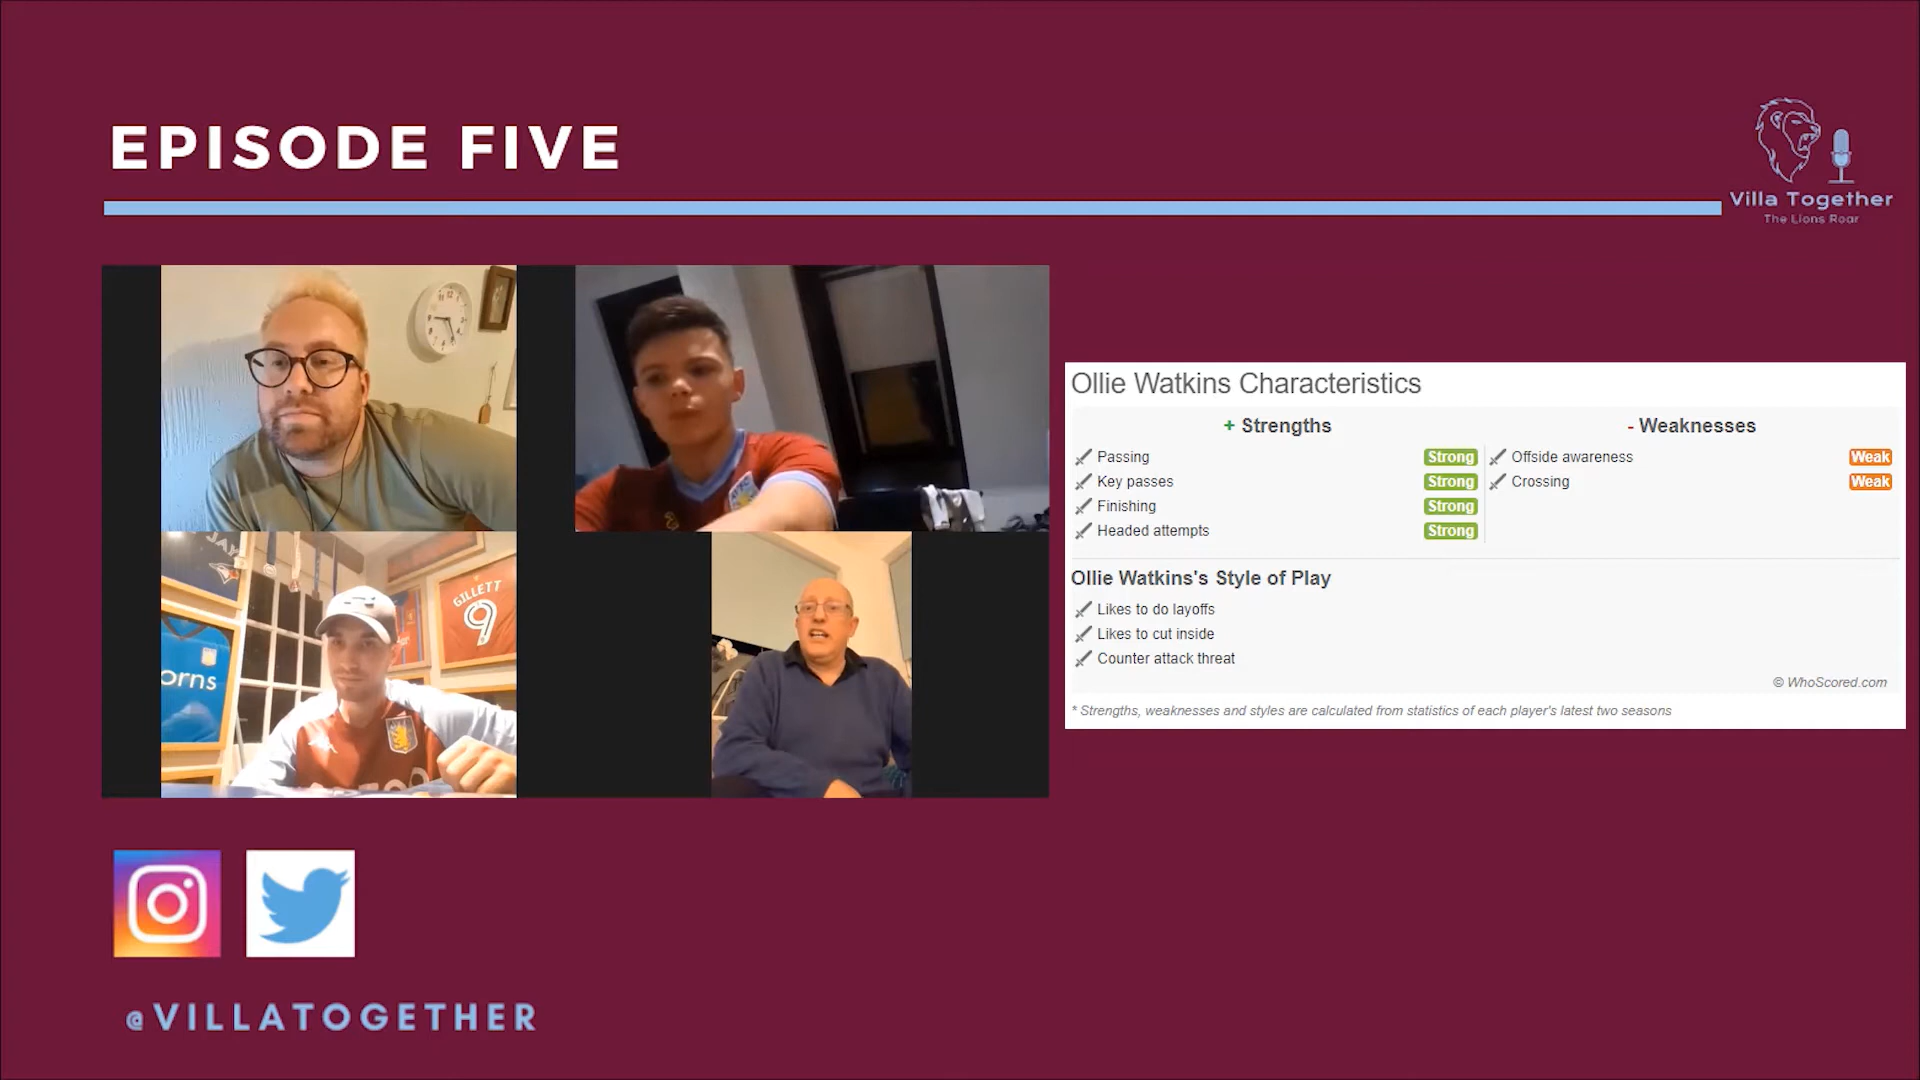 EPISODE FIVE
Villa Together
The Lions Roar
JAY
GILLETT
9
orns
AVFC
Ollie Watkins Characteristics
+ Strengths
- Weaknesses
Passing Strong
Key passes Strong
Finishing Strong
Headed attempts Strong
Offside awareness Weak
Crossing Weak
Ollie Watkins's Style of Play
Likes to do layoffs
Likes to cut inside
Counter attack threat
© WhoScored.com
* Strengths, weaknesses and styles are calculated from statistics of each player's latest two seasons
@VILLATOGETHER